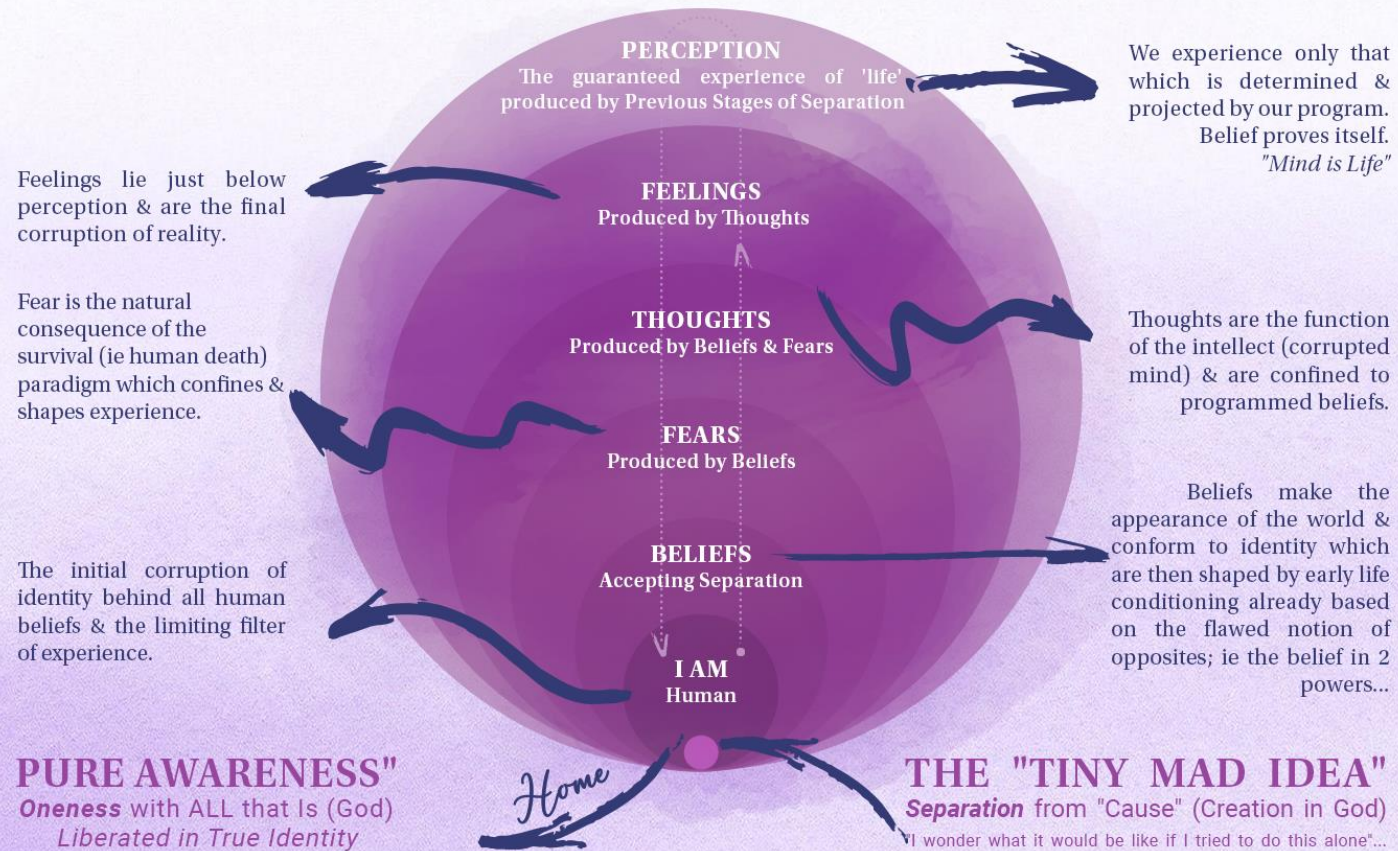 PERCEPTION
The guaranteed experience of 'life'
produced by Previous Stages of Separation
We experience only that
which is determined &
projected by our program.
Belief proves itself.
"Mind is Life"
Feelings lie just below
perception & are the final
corruption of reality.
FEELINGS
Produced by Thoughts
Fear is the natural
consequence of the
survival (ie human death)
paradigm which confines &
shapes experience.
THOUGHTS
Produced by Beliefs & Fears
Thoughts are the function
of the intellect (corrupted
mind) & are confined to
programmed beliefs.
FEARS
Produced by Beliefs
BELIEFS
Accepting Separation
Beliefs make the
appearance of the world &
conform to identity which
are then shaped by early life
conditioning already based
on the flawed notion of
opposites; ie the belief in 2
powers...
The initial corruption of
identity behind all human
beliefs & the limiting filter
of experience.
I AM
Human
Home
PURE AWARENESS"
Oneness with ALL that Is (God)
Liberated in True Identity
THE "TINY MAD IDEA"
Separation from "Cause" (Creation in God)
"I wonder what it would be like if I tried to do this alone"...